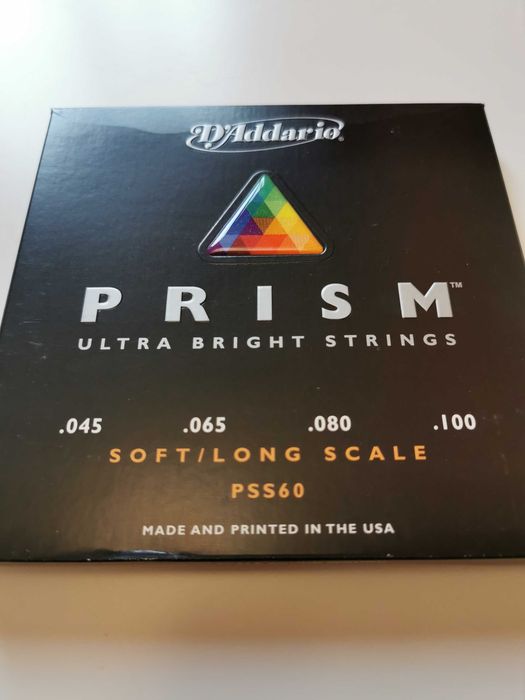 D'Addario®
PRISM™
ULTRA BRIGHT STRINGS
.045 .065 .080 .100
SOFT/LONG SCALE
PSS60
MADE AND PRINTED IN THE USA